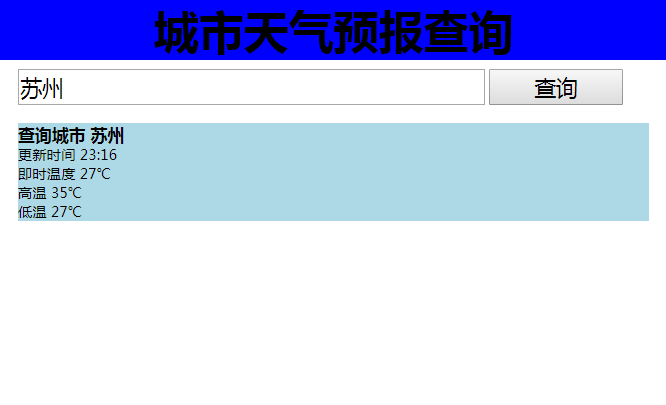 城市天气预报查询
苏州 查询
查询城市 苏州
更新时间 23:16
即时温度 27℃
高温 35℃
低温 27℃